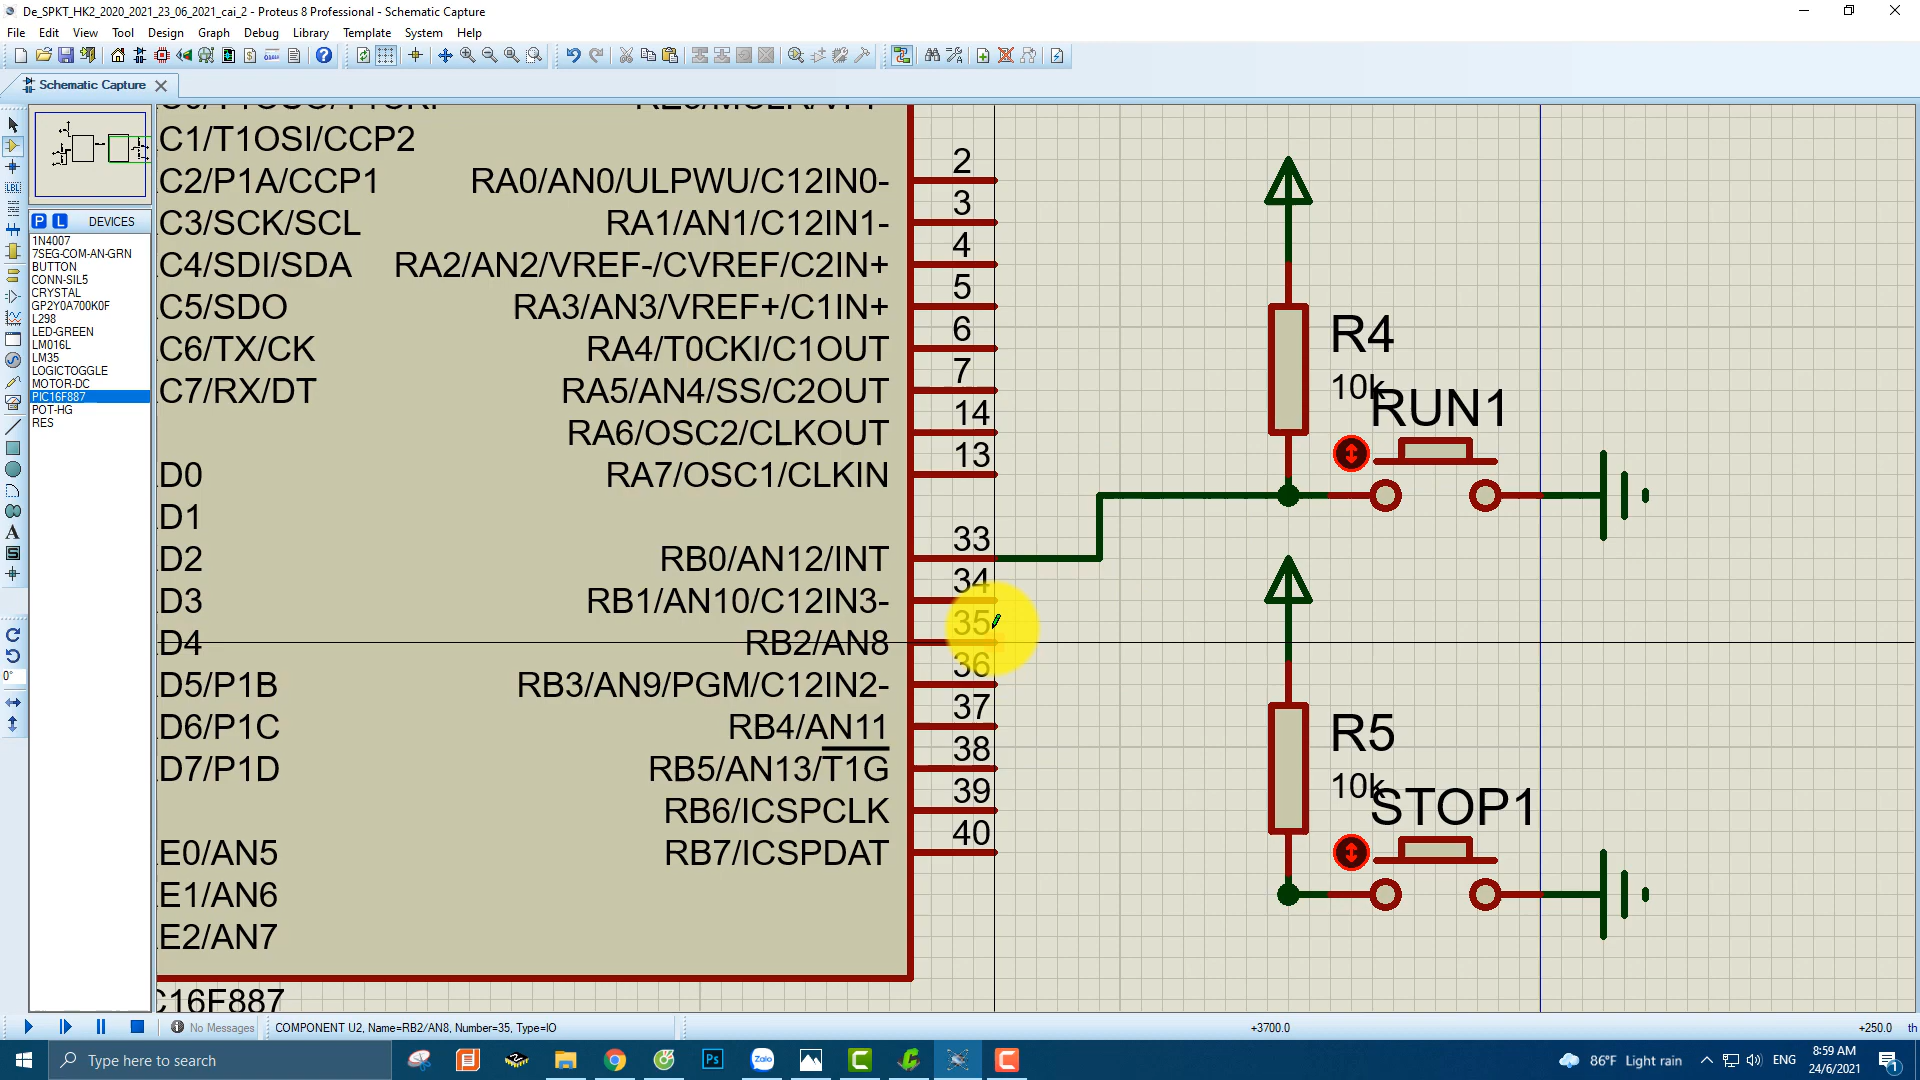 De_SPKT_HK2_2020_2021_23_06_2021_cai_2 - Proteus 8 Professional - Schematic Capture
File Edit View Tool Design Graph Debug Library Template System Help
Schematic Capture
C1/T1OSI/CCP2
C2/P1A/CCP1
C3/SCK/SCL
C4/SDI/SDA
C5/SDO
C6/TX/CK
C7/RX/DT
D0
D1
D2
D3
D4
D5/P1B
D6/P1C
D7/P1D
E0/AN5
E1/AN6
E2/AN7
C16F887
RA0/AN0/ULPWU/C12IN0- 2
RA1/AN1/C12IN1- 3
RA2/AN2/VREF-/CVREF/C2IN+ 4
RA3/AN3/VREF+/C1IN+ 5
RA4/T0CKI/C1OUT 6
RA5/AN4/SS/C2OUT 7
RA6/OSC2/CLKOUT 14
RA7/OSC1/CLKIN 13
RB0/AN12/INT 33
RB1/AN10/C12IN3- 34
RB2/AN8 35
RB3/AN9/PGM/C12IN2- 36
RB4/AN11 37
RB5/AN13/T1G 38
RB6/ICSPCLK 39
RB7/ICSPDAT 40
R4
10k
RUN1
R5
10k
STOP1
P L DEVICES
1N4007
7SEG-COM-AN-GRN
BUTTON
CONN-SIL5
CRYSTAL
GP2Y0A700K0F
L298
LED-GREEN
LM016L
LM35
LOGICTOGGLE
MOTOR-DC
PIC16F887
POT-HG
RES
LBL
A
S
0°
No Messages
COMPONENT U2, Name=RB2/AN8, Number=35, Type=IO
+3700.0
+250.0 th
Type here to search
Ps
Zalo
86°F Light rain
ENG
8:59 AM
24/6/2021
1